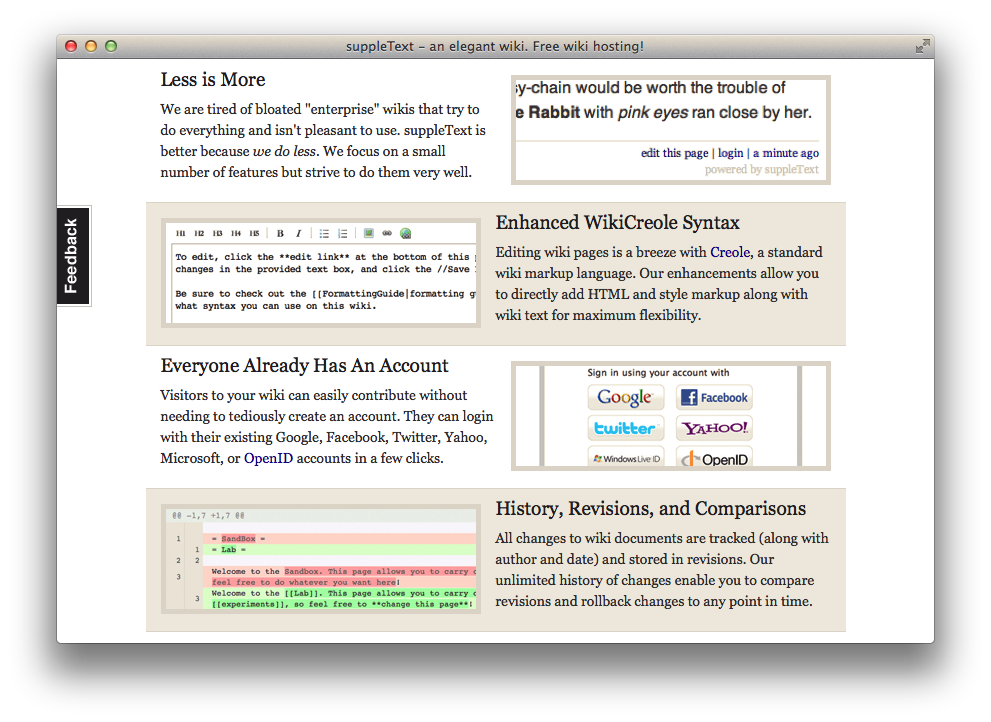 suppleText – an elegant wiki. Free wiki hosting!
Less is More
We are tired of bloated "enterprise" wikis that try to
do everything and isn't pleasant to use. suppleText is
better because we do less. We focus on a small
number of features but strive to do them very well.
sy-chain would be worth the trouble of
e Rabbit with pink eyes ran close by her.
edit this page | login | a minute ago
powered by suppleText
Feedback
H1 H2 H3 H4 H5 B I
To edit, click the **edit link** at the bottom of this
changes in the provided text box, and click the //Save
Be sure to check out the [[FormattingGuide|formatting g
what syntax you can use on this wiki.
Enhanced WikiCreole Syntax
Editing wiki pages is a breeze with Creole, a standard
wiki markup language. Our enhancements allow you
to directly add HTML and style markup along with
wiki text for maximum flexibility.
Everyone Already Has An Account
Visitors to your wiki can easily contribute without
needing to tediously create an account. They can login
with their existing Google, Facebook, Twitter, Yahoo,
Microsoft, or OpenID accounts in a few clicks.
Sign in using your account with
Google Facebook
twitter YAHOO!
Windows Live ID OpenID
@@ -1,7 +1,7 @@
1 = SandBox =
1 = Lab =
2 2
3 Welcome to the Sandbox. This page allows you to carry
feel free to do whatever you want here!
Welcome to the [[Lab]]. This page allows you to carry
3 [[experiments]], so feel free to **change this page**!
History, Revisions, and Comparisons
All changes to wiki documents are tracked (along with
author and date) and stored in revisions. Our
unlimited history of changes enable you to compare
revisions and rollback changes to any point in time.